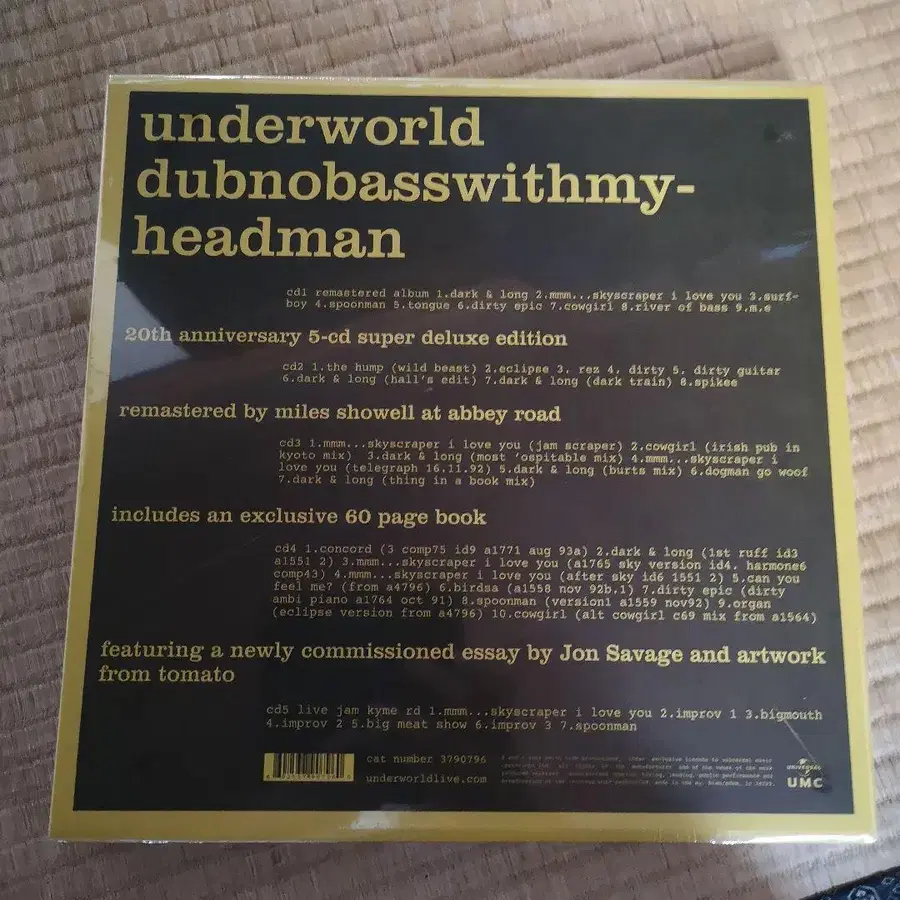 underworld
dubnobasswithmy-
headman
cd1 remastered album 1.dark & long 2.mmm...skyscraper i love you 3.surf-
boy 4.spoonman 5.tongue 6.dirty epic 7.cowgirl 8.river of bass 9.m.e
20th anniversary 5-cd super deluxe edition
cd2 1.the hump (wild beast) 2.eclipse 3. rez 4. dirty 5. dirty guitar
6.dark & long (hall's edit) 7.dark & long (dark train) 8.spikee
remastered by miles showell at abbey road
cd3 1.mmm...skyscraper i love you (jam scraper) 2.cowgirl (irish pub in
kyoto mix) 3.dark & long (most 'ospitable mix) 4.mmm...skyscraper i
love you (telegraph 16.11.92) 5.dark & long (burts mix) 6.dogman go woof
7.dark & long (thing in a book mix)
includes an exclusive 60 page book
cd4 1.concord (3 comp75 id9 a1771 aug 93a) 2.dark & long (1st ruff id3
a1551 2) 3.mmm...skyscraper i love you (a1765 sky version id4. harmone6
comp43) 4.mmm...skyscraper i love you (after sky id6 1551 2) 5.can you
feel me? (from a4796) 6.birdsa (a1558 nov 92b.1) 7.dirty epic (dirty
ambi piano a1764 oct 91) 8.spoonman (version1 a1559 nov92) 9.organ
(eclipse version from a4796) 10.cowgirl (alt cowgirl c69 mix from a1564)
featuring a newly commissioned essay by Jon Savage and artwork
from tomato
cd5 live jam kyme rd 1.mmm...skyscraper i love you 2.improv 1 3.bigmouth
4.improv 2 5.big meat show 6.improv 3 7.spoonman
cat number 3790796
underworldlive.com
universal
UMC